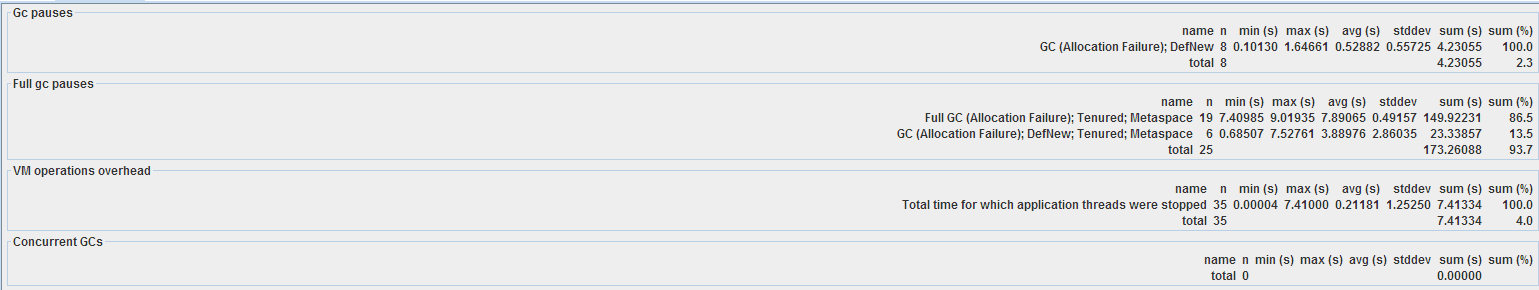 Gc pauses
name n min (s) max (s) avg (s) stddev sum (s) sum (%)
GC (Allocation Failure); DefNew 8 0.10130 1.64661 0.52882 0.55725 4.23055 100.0
total 8 4.23055 2.3
Full gc pauses
name n min (s) max (s) avg (s) stddev sum (s) sum (%)
Full GC (Allocation Failure); Tenured; Metaspace 19 7.40985 9.01935 7.89065 0.49157 149.92231 86.5
GC (Allocation Failure); DefNew; Tenured; Metaspace 6 0.68507 7.52761 3.88976 2.86035 23.33857 13.5
total 25 173.26088 93.7
VM operations overhead
name n min (s) max (s) avg (s) stddev sum (s) sum (%)
Total time for which application threads were stopped 35 0.00004 7.41000 0.21181 1.25250 7.41334 100.0
total 35 7.41334 4.0
Concurrent GCs
name n min (s) max (s) avg (s) stddev sum (s) sum (%)
total 0 0.00000